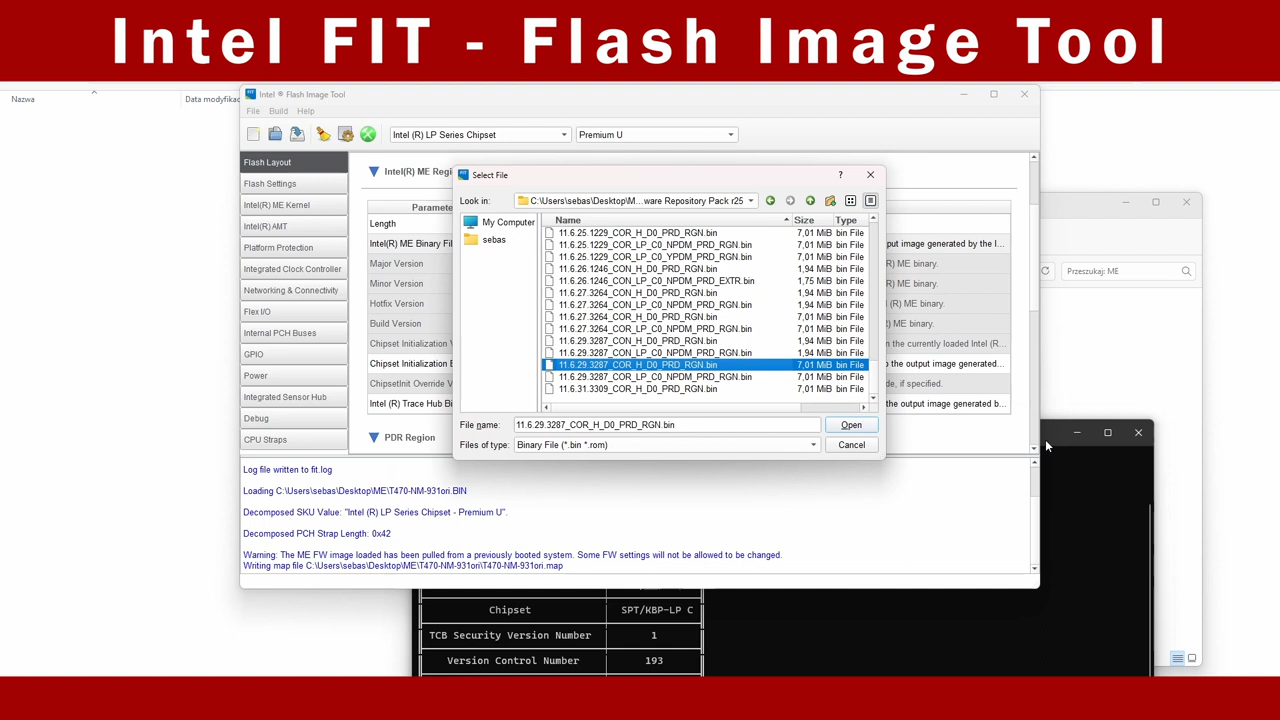 Intel FIT - Flash Image Tool
Nazwa
Data modyfikac
FIT
Intel ® Flash Image Tool
File Build Help
Intel (R) LP Series Chipset
Premium U
Flash Layout
Flash Settings
Intel(R) ME Kernel
Intel(R) AMT
Platform Protection
Integrated Clock Controller
Networking & Connectivity
Flex I/O
Internal PCH Buses
GPIO
Power
Integrated Sensor Hub
Debug
CPU Straps
Intel(R) ME Regi
Paramete
Length
Intel(R) ME Binary Fil
Major Version
Minor Version
Hotfix Version
Build Version
Chipset Initialization
Chipset Initialization B
ChipsetInit Override V
Intel (R) Trace Hub Bi
PDR Region
put image generated by the I...
R) ME binary.
R) ME binary.
(R) ME binary.
R) ME binary.
n the currently loaded Intel (R...
o the output image generated...
de, if specified.
the output image generated b...
FIT
Select File
?
Look in:
C:\Users\sebas\Desktop\M...ware Repository Pack r25
My Computer
sebas
Name Size Type
11.6.25.1229_COR_H_D0_PRD_RGN.bin 7,01 MiB bin File
11.6.25.1229_COR_LP_C0_NPDM_PRD_RGN.bin 7,01 MiB bin File
11.6.25.1229_COR_LP_C0_YPDM_PRD_RGN.bin 7,01 MiB bin File
11.6.26.1246_CON_H_D0_PRD_RGN.bin 1,94 MiB bin File
11.6.26.1246_CON_LP_C0_NPDM_PRD_EXTR.bin 1,75 MiB bin File
11.6.27.3264_CON_H_D0_PRD_RGN.bin 1,94 MiB bin File
11.6.27.3264_CON_LP_C0_NPDM_PRD_RGN.bin 1,94 MiB bin File
11.6.27.3264_COR_H_D0_PRD_RGN.bin 7,01 MiB bin File
11.6.27.3264_COR_LP_C0_NPDM_PRD_RGN.bin 7,01 MiB bin File
11.6.29.3287_CON_H_D0_PRD_RGN.bin 1,94 MiB bin File
11.6.29.3287_CON_LP_C0_NPDM_PRD_RGN.bin 1,94 MiB bin File
11.6.29.3287_COR_H_D0_PRD_RGN.bin 7,01 MiB bin File
11.6.29.3287_COR_LP_C0_NPDM_PRD_RGN.bin 7,01 MiB bin File
11.6.31.3309_COR_H_D0_PRD_RGN.bin 7,01 MiB bin File
File name: 11.6.29.3287_COR_H_D0_PRD_RGN.bin Open
Files of type: Binary File (*.bin *.rom) Cancel
Przeszukaj: ME
Log file written to fit.log
Loading C:\Users\sebas\Desktop\ME\T470-NM-931ori.BIN
Decomposed SKU Value: "Intel (R) LP Series Chipset - Premium U".
Decomposed PCH Strap Length: 0x42
Warning: The ME FW image loaded has been pulled from a previously booted system. Some FW settings will not be allowed to be changed.
Writing map file C:\Users\sebas\Desktop\ME\T470-NM-931ori\T470-NM-931ori.map
Chipset SPT/KBP-LP C
TCB Security Version Number 1
Version Control Number 193